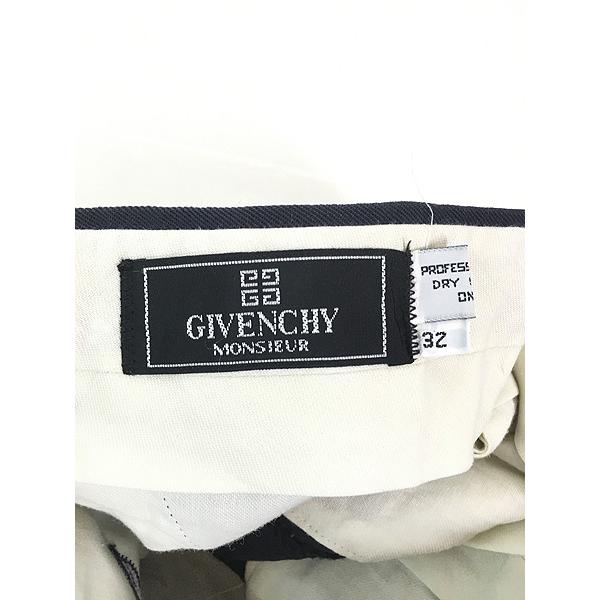 GIVENCHY
MONSIEUR
PROFESS
DRY
ON
32